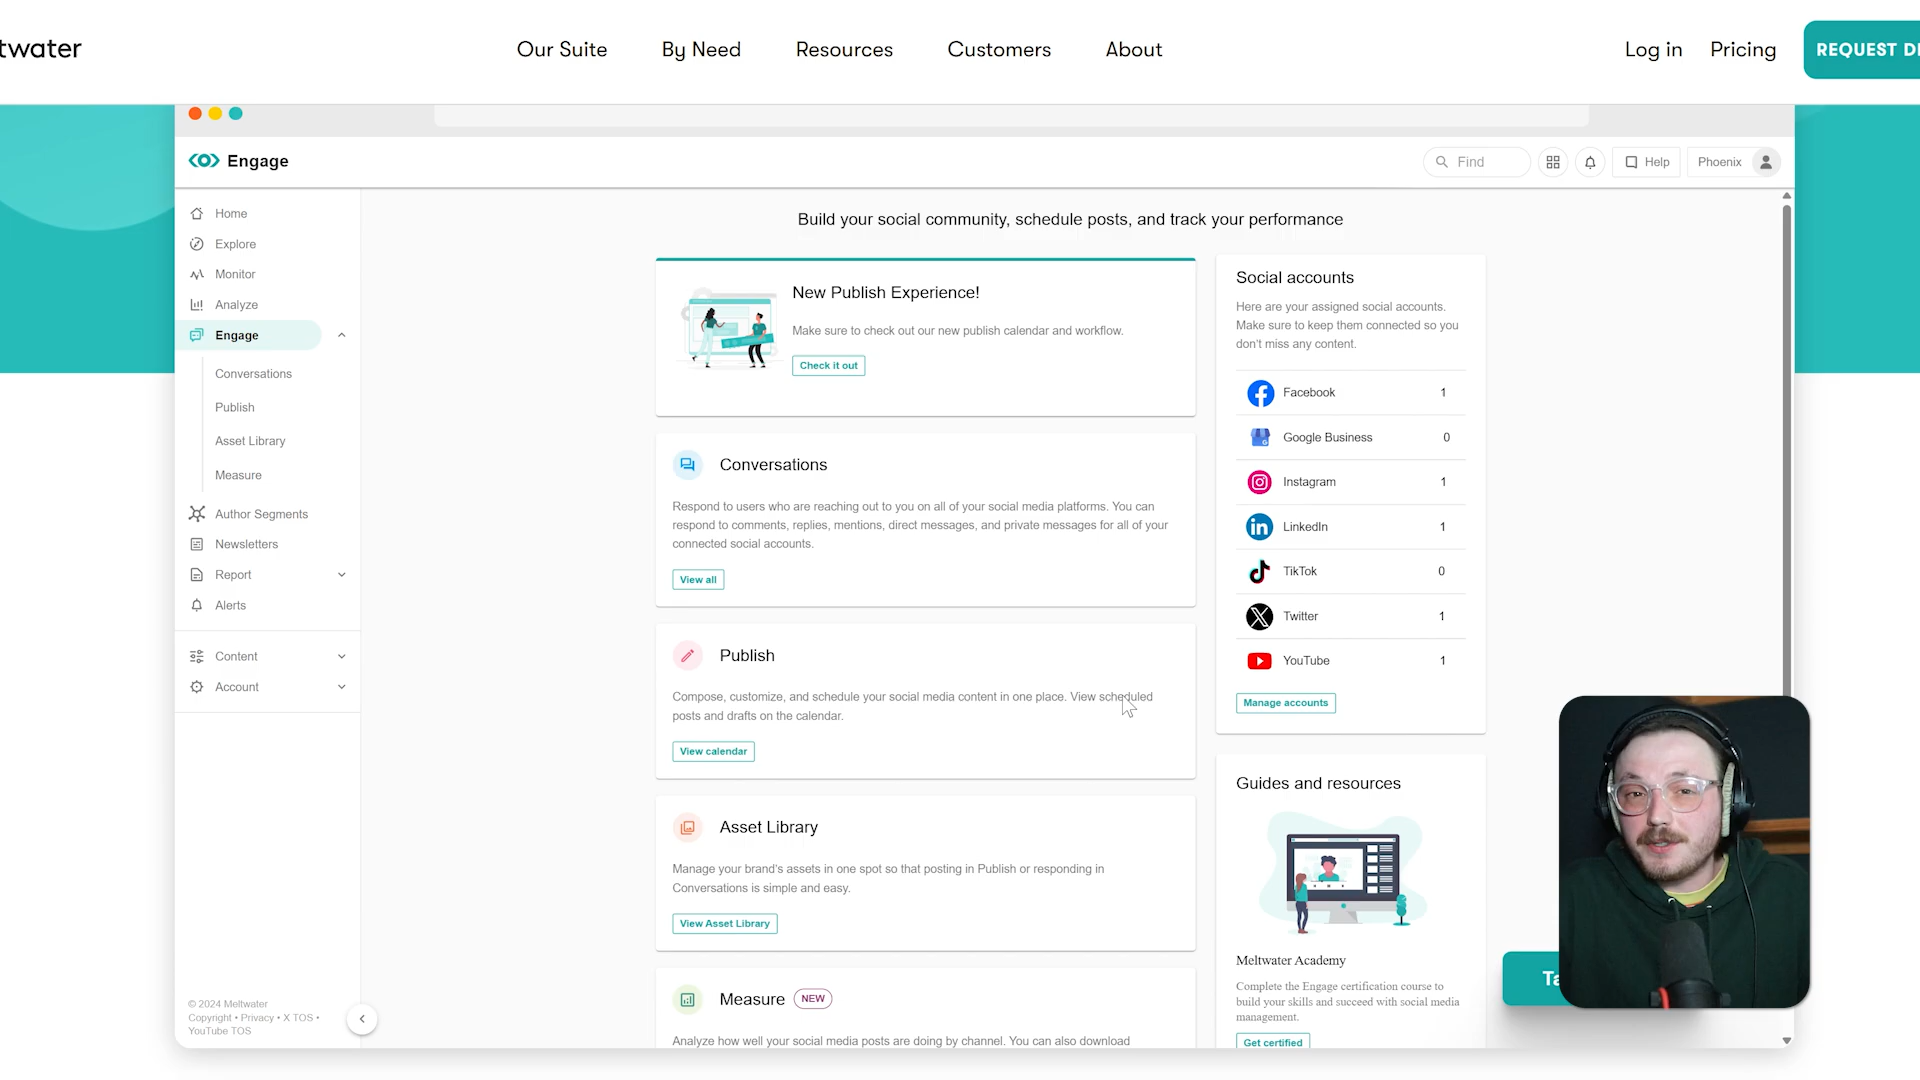 twater
Our Suite
By Need
Resources
Customers
About
Log in
Pricing
REQUEST
Engage
Find
Help
Phoenix
Home
Explore
Monitor
Analyze
Engage
Conversations
Publish
Asset Library
Measure
Author Segments
Newsletters
Report
Alerts
Content
Account
© 2024 Meltwater
Copyright • Privacy • X TOS •
YouTube TOS
Build your social community, schedule posts, and track your performance
New Publish Experience!
Make sure to check out our new publish calendar and workflow.
Check it out
Conversations
Respond to users who are reaching out to you on all of your social media platforms. You can
respond to comments, replies, mentions, direct messages, and private messages for all of your
connected social accounts.
View all
Publish
Compose, customize, and schedule your social media content in one place. View scheduled
posts and drafts on the calendar.
View calendar
Asset Library
Manage your brand's assets in one spot so that posting in Publish or responding in
Conversations is simple and easy.
View Asset Library
Measure NEW
Analyze how well your social media posts are doing by channel. You can also download
Social accounts
Here are your assigned social accounts.
Make sure to keep them connected so you
don't miss any content.
Facebook 1
Google Business 0
Instagram 1
LinkedIn 1
TikTok 0
Twitter 1
YouTube 1
Manage accounts
Guides and resources
Meltwater Academy
Complete the Engage certification course to
build your skills and succeed with social media
management.
Get certified